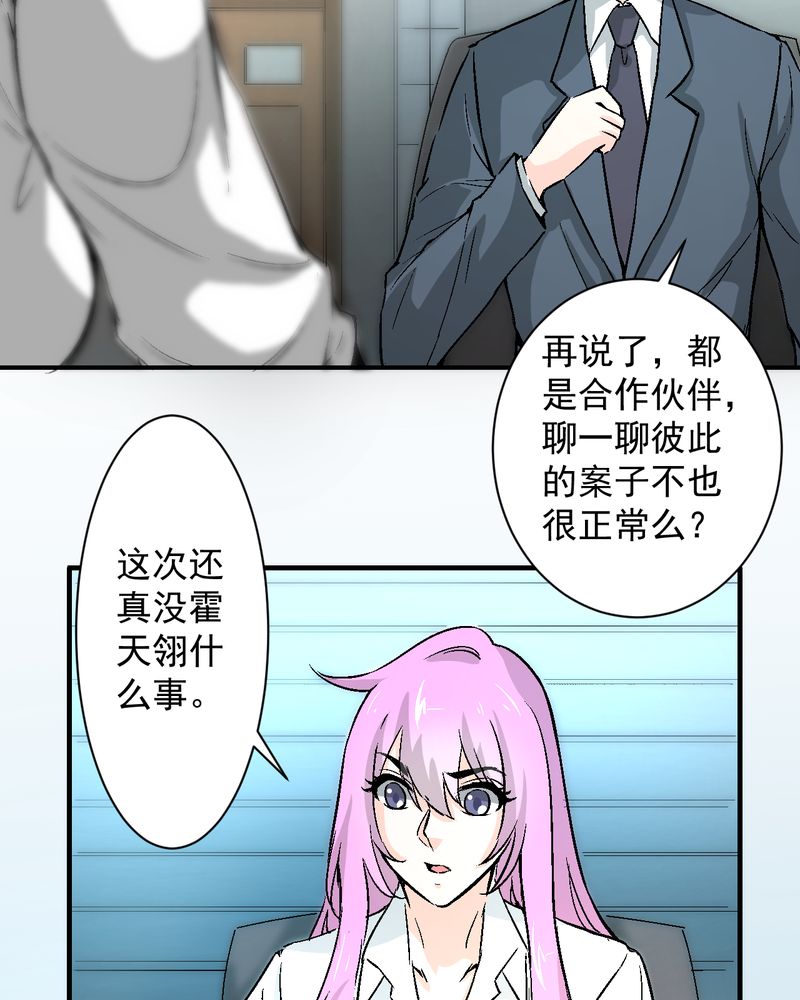 再说了，都
是合作伙伴，
聊一聊彼此
的案子不也
很正常么？
这次还
真没霍
天翎什
么事。